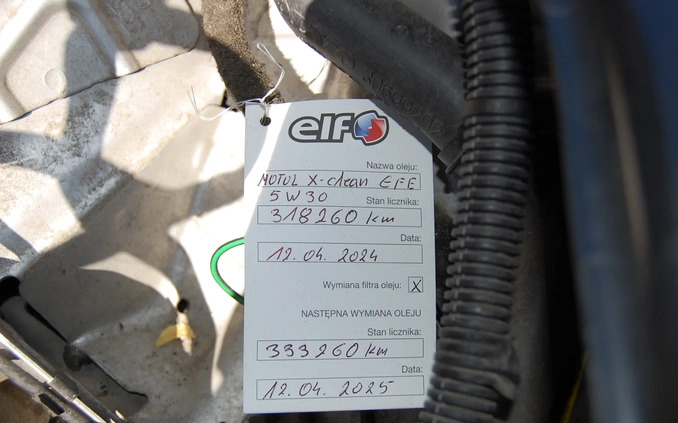 elf
Nazwa oleju:
MOTUL X-clean EFE
5W30
Stan licznika:
318260 km
Data:
12.04. 2024
Wymiana filtra oleju: X
NASTĘPNA WYMIANA OLEJU
Stan licznika:
333260 km
Data:
12.04. 2025